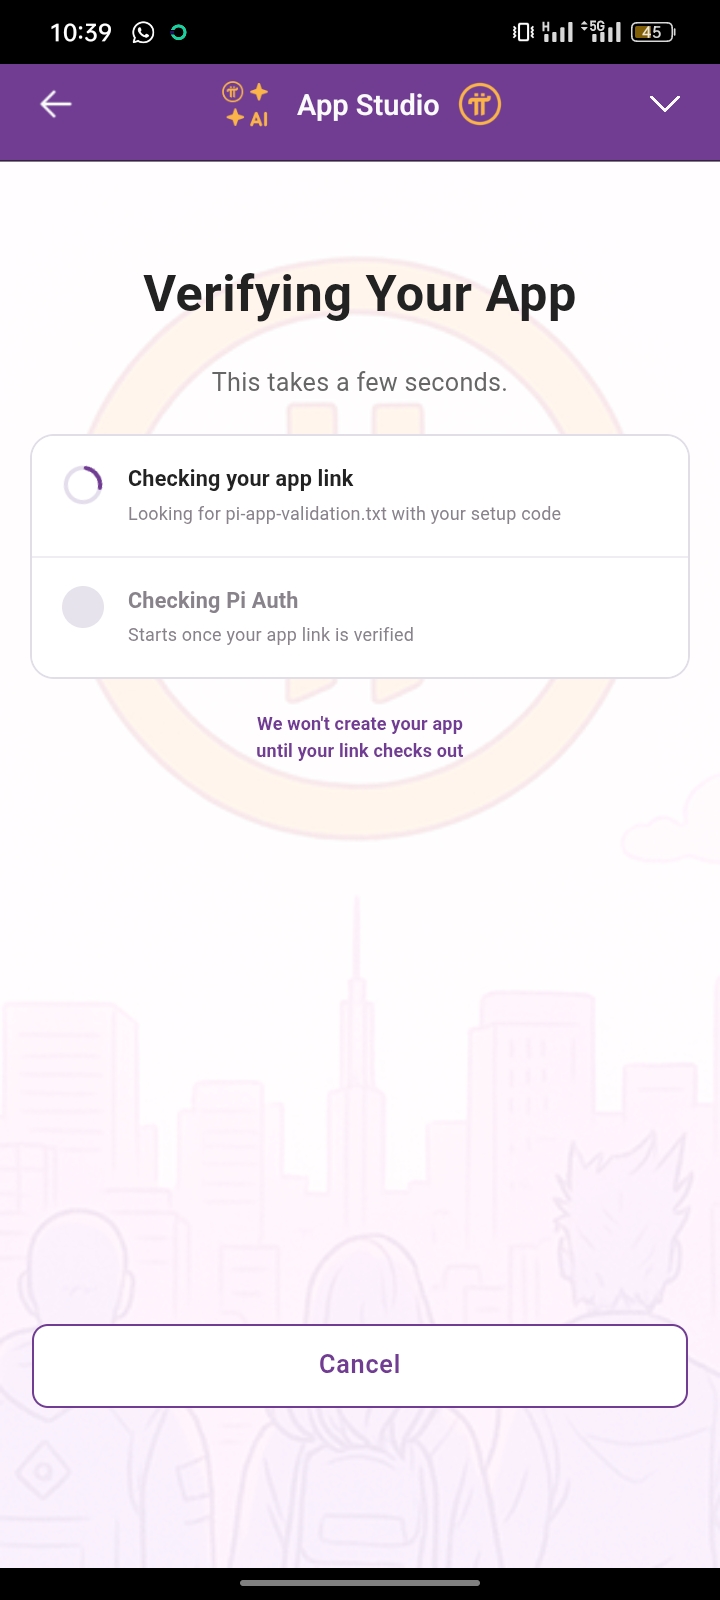 10:39
H 5G 45
AI App Studio
Verifying Your App
This takes a few seconds.
Checking your app link
Looking for pi-app-validation.txt with your setup code
Checking Pi Auth
Starts once your app link is verified
We won't create your app
until your link checks out
Cancel